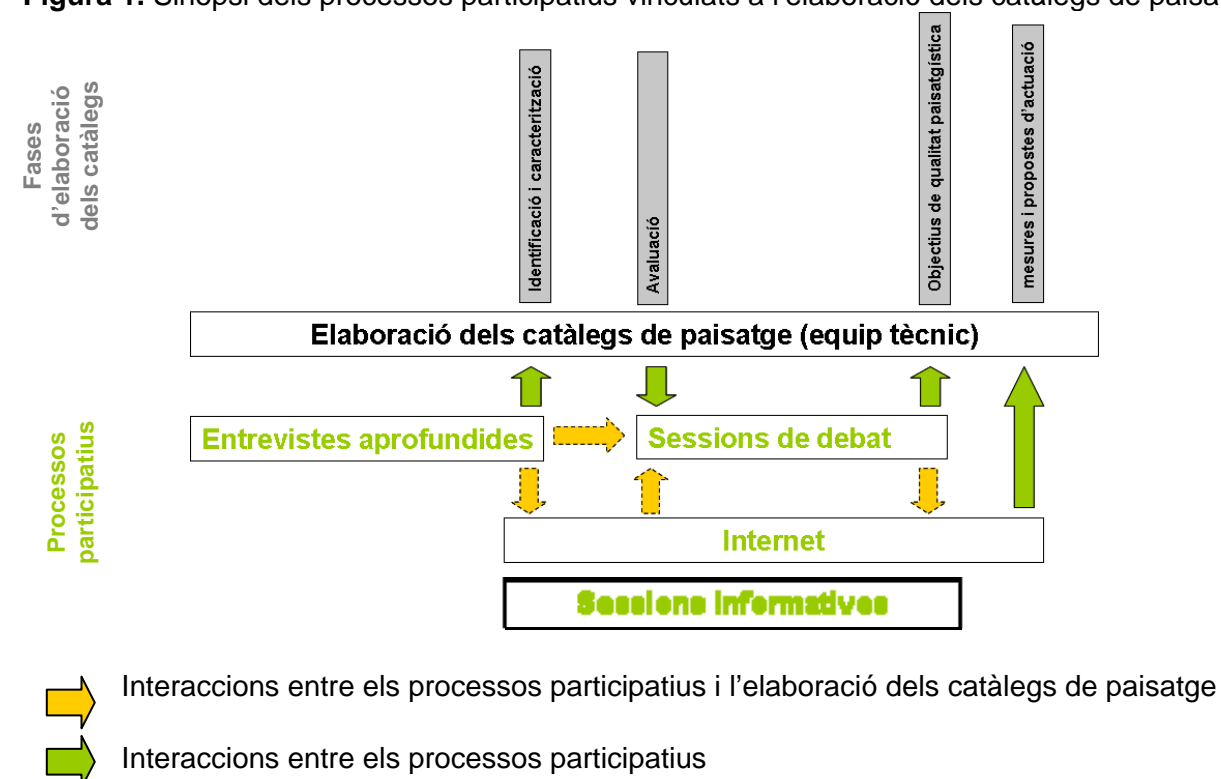 Figura 1. Sinopsi dels processos participatius vinculats a l'elaboració dels catàlegs de paisa
Fases
d'elaboració
dels catàlegs
Identificació i caracterització
Avaluació
Objectius de qualitat paisatgística
mesures i propostes d'actuació
Elaboració dels catàlegs de paisatge (equip tècnic)
Processos
participatius
Entrevistes aprofundides
Sessions de debat
Internet
Sessions informatives
Interaccions entre els processos participatius i l'elaboració dels catàlegs de paisatge
Interaccions entre els processos participatius